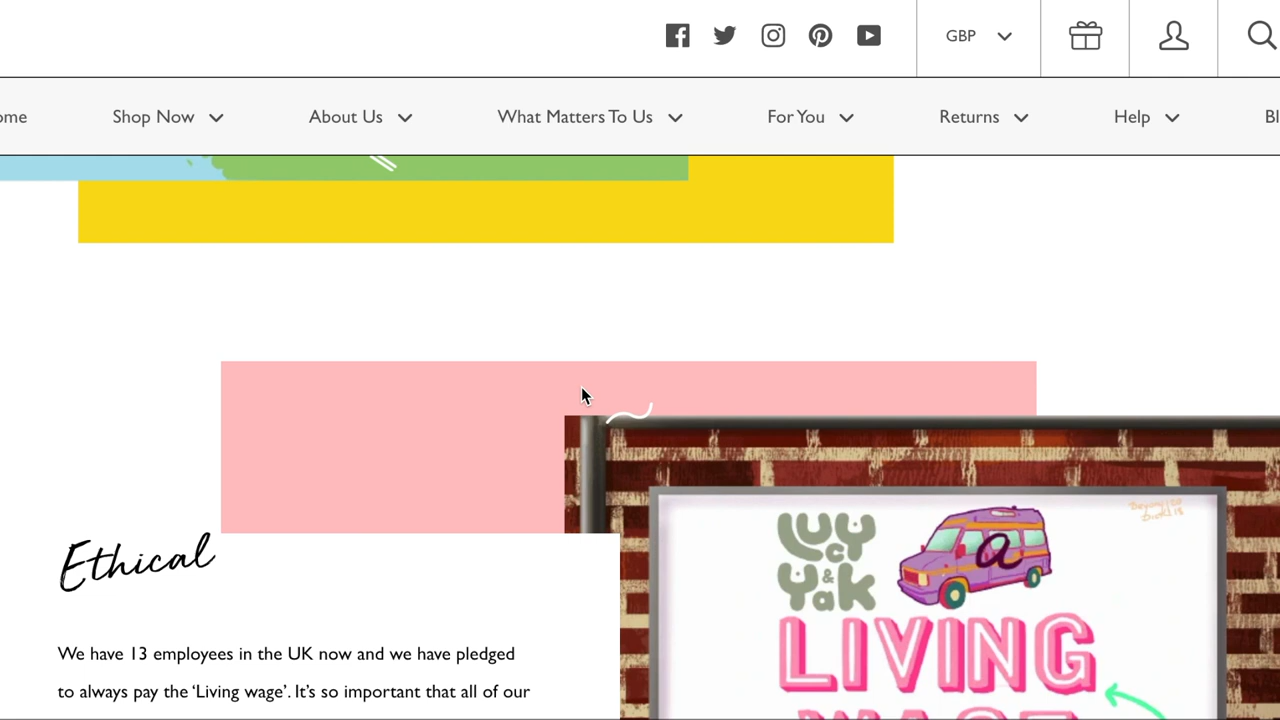 GBP
ome Shop Now About Us What Matters To Us For You Returns Help Bl
Ethical
We have 13 employees in the UK now and we have pledged
to always pay the ‘Living wage’. It’s so important that all of our
LUCY
& YaK
a
LIVING
WAGE